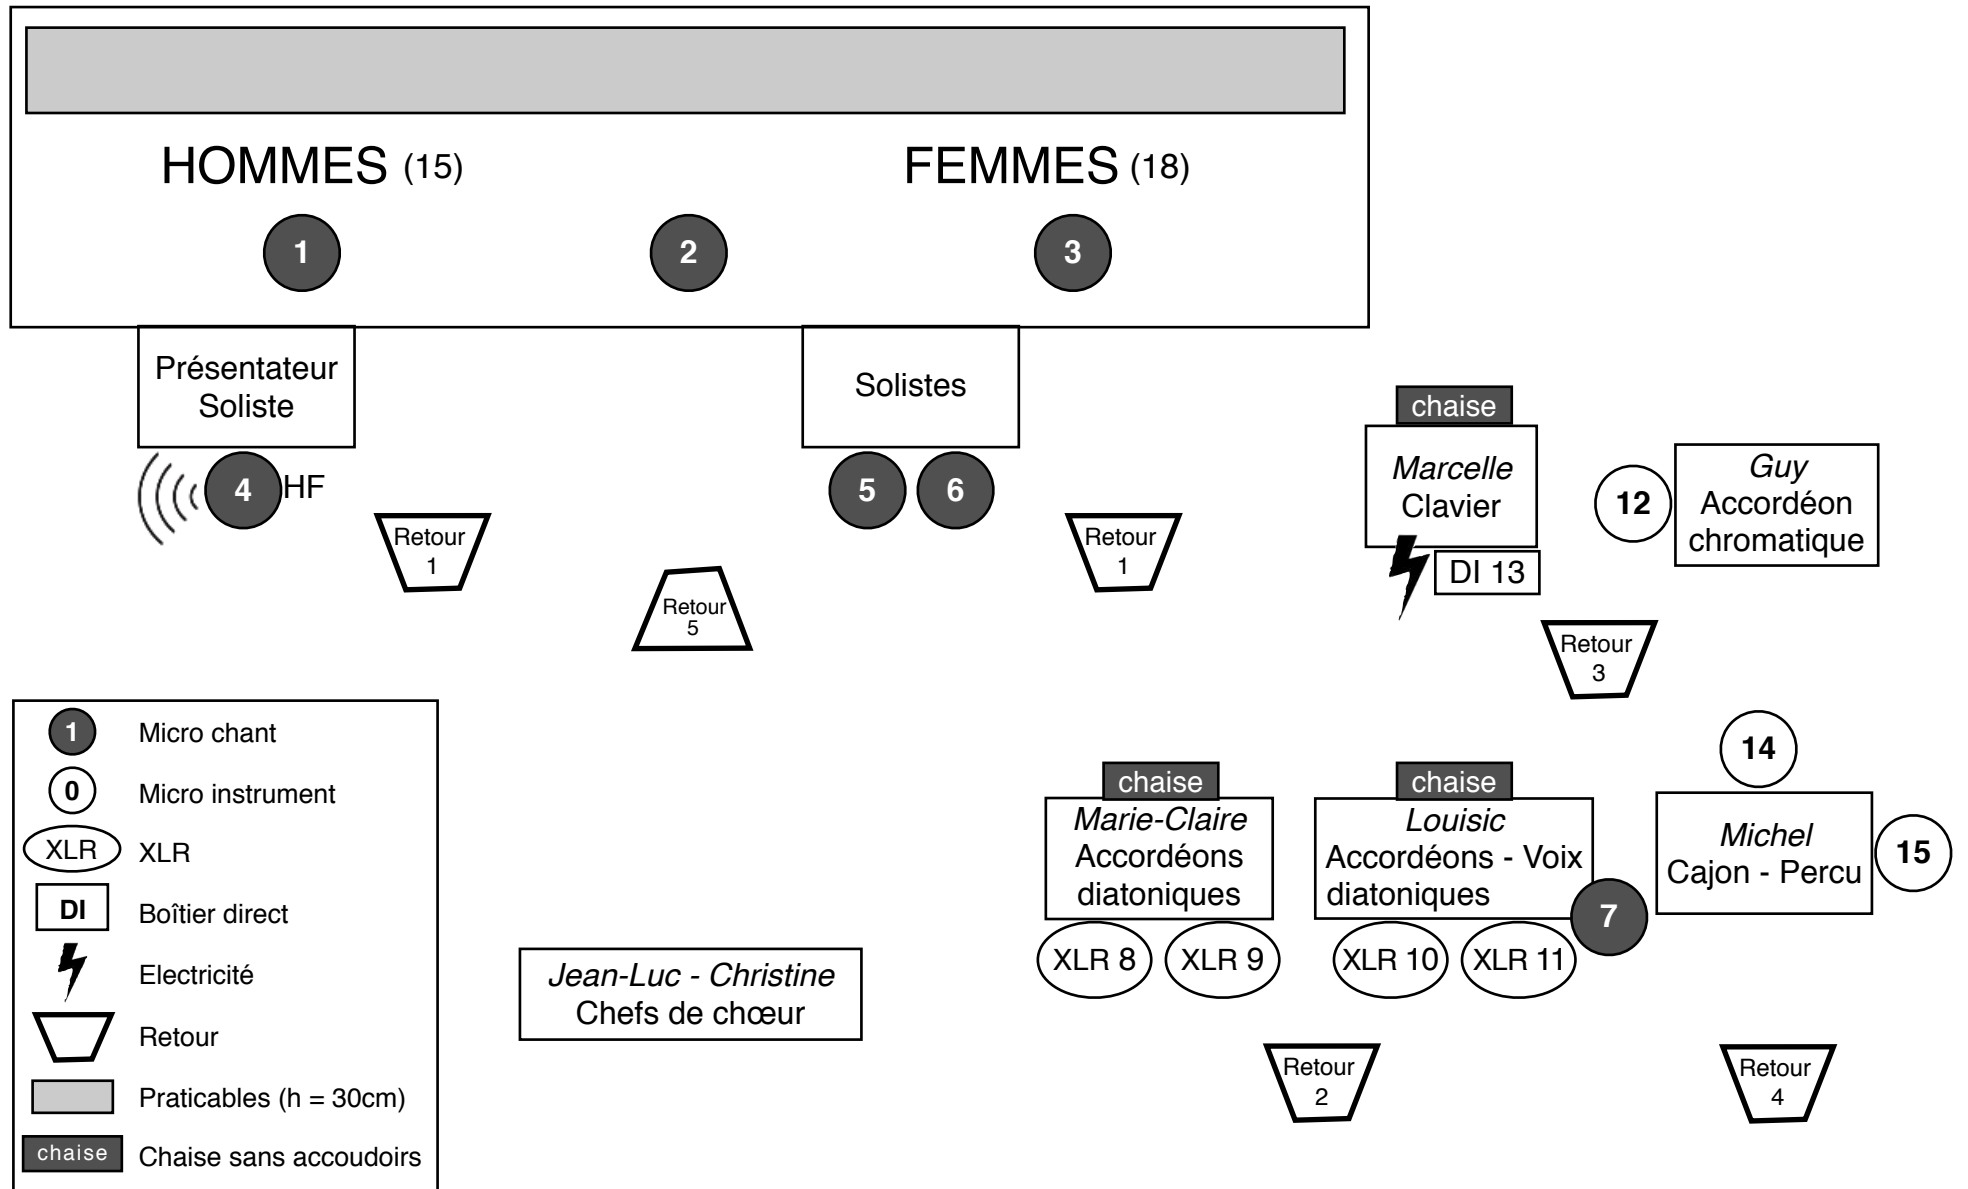 HOMMES (15)
FEMMES (18)
1
2
3
Présentateur
Soliste
Solistes
4
HF
5
6
Retour
1
Retour
5
Retour
1
chaise
Marcelle
Clavier
DI 13
12
Guy
Accordéon
chromatique
Retour
3
1
Micro chant
0
Micro instrument
XLR
XLR
DI
Boîtier direct
Electricité
Retour
Praticables (h = 30cm)
chaise
Chaise sans accoudoirs
Jean-Luc - Christine
Chefs de chœur
chaise
Marie-Claire
Accordéons
diatoniques
XLR 8
XLR 9
chaise
Louisic
Accordéons - Voix
diatoniques
7
XLR 10
XLR 11
14
Michel
Cajon - Percu
15
Retour
2
Retour
4